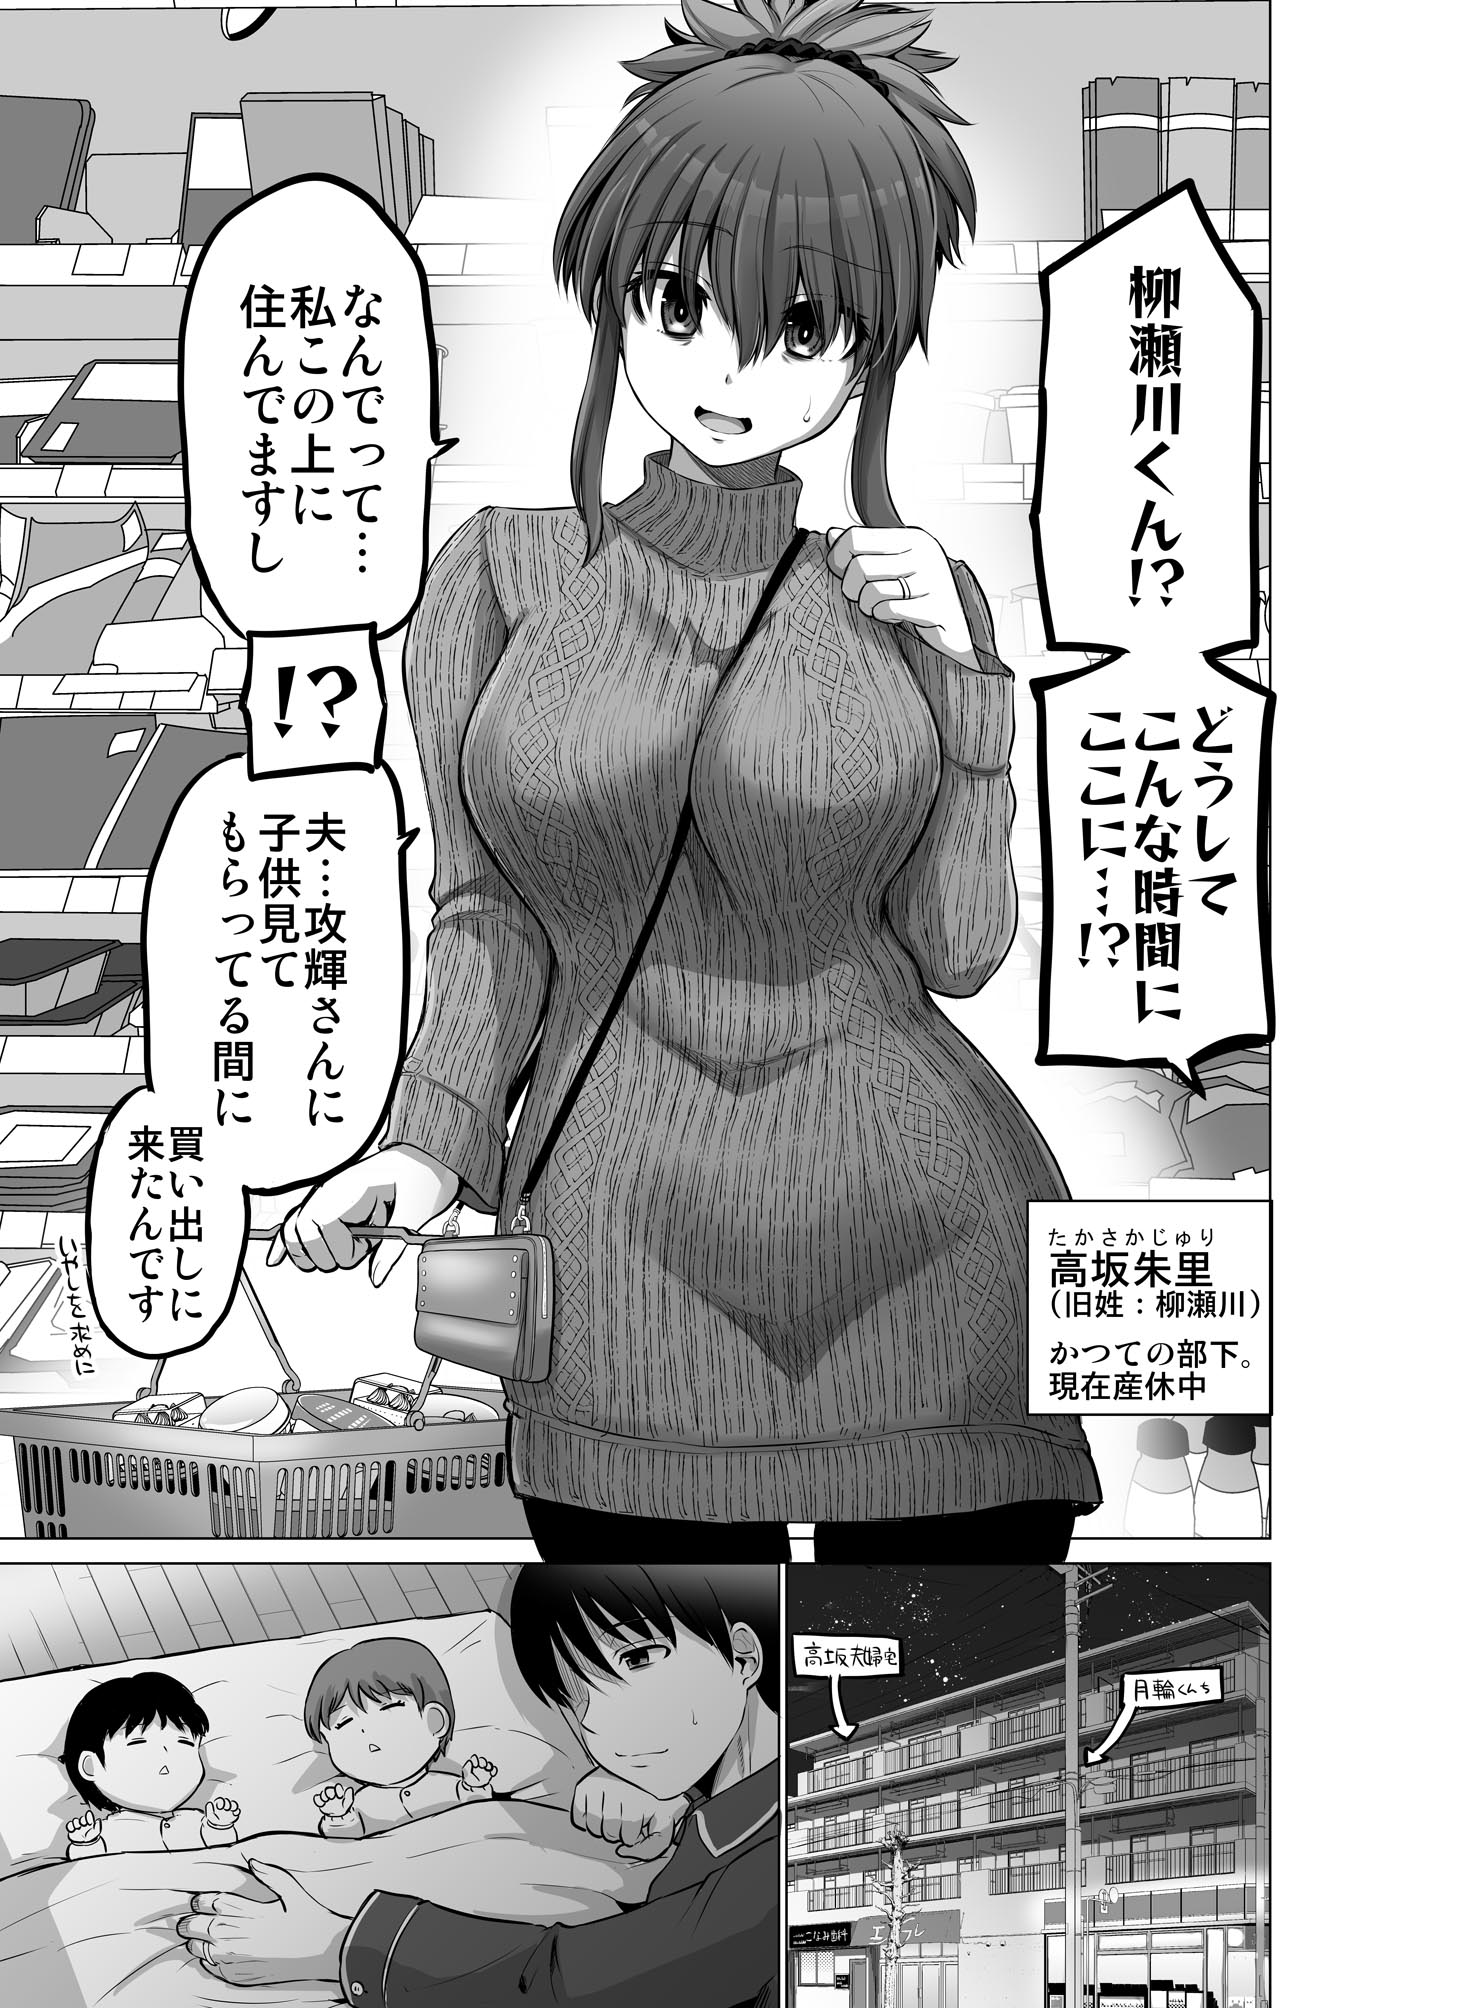 柳瀬川くん!?
どうして
こんな時間に
ここに…!?
なんでって…
私この上に
住んでますし
!?
夫…攻輝さんに
子供見て
もらってる間に
買い出しに
来たんです
いやしを求めに
たかさかじゅり
高坂朱里
(旧姓：柳瀬川)
かつての部下。
現在産休中
高坂夫婦宅
月輪くんち
こなみ歯科